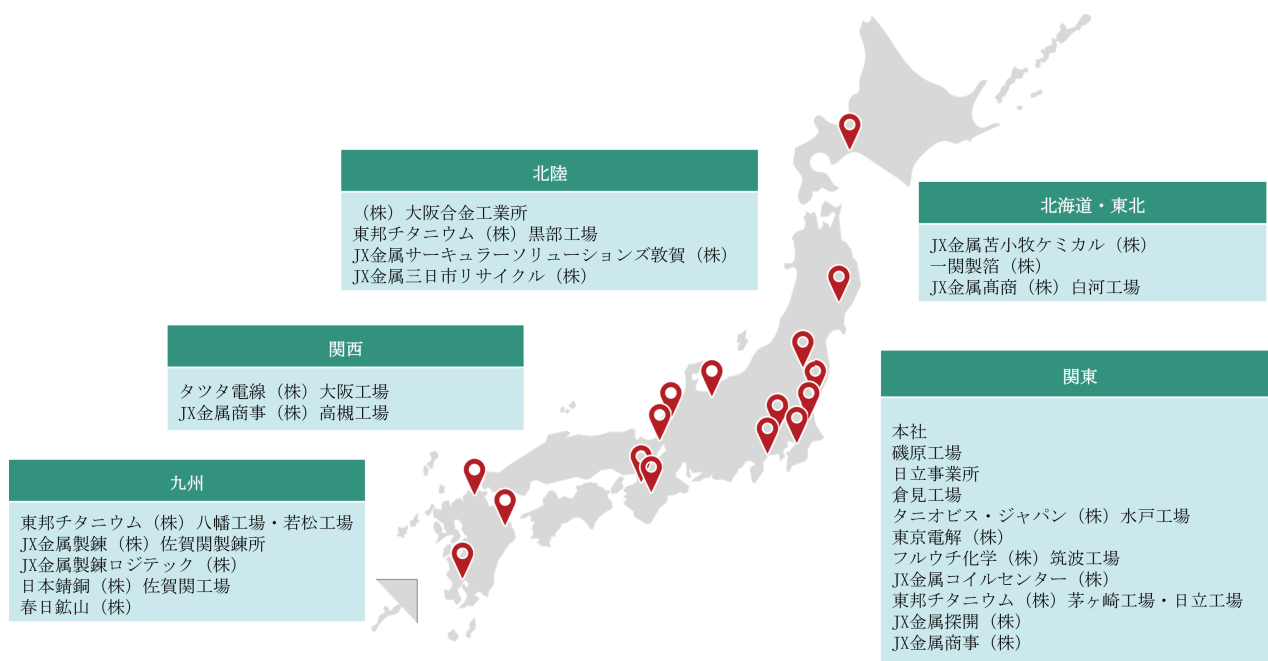 北陸
（株）大阪合金工業所
東邦チタニウム（株）黒部工場
JX金属サーキュラーソリューションズ敦賀（株）
JX金属三日市リサイクル（株）
北海道・東北
JX金属苫小牧ケミカル（株）
一関製箔（株）
JX金属髙商（株）白河工場
関西
タツタ電線（株）大阪工場
JX金属商事（株）高槻工場
関東
本社
磯原工場
日立事業所
倉見工場
タニオビス・ジャパン（株）水戸工場
東京電解（株）
フルウチ化学（株）筑波工場
JX金属コイルセンター（株）
東邦チタニウム（株）茅ヶ崎工場・日立工場
JX金属探開（株）
JX金属商事（株）
九州
東邦チタニウム（株）八幡工場・若松工場
JX金属製錬（株）佐賀関製錬所
JX金属製錬ロジテック（株）
日本鋳銅（株）佐賀関工場
春日鉱山（株）